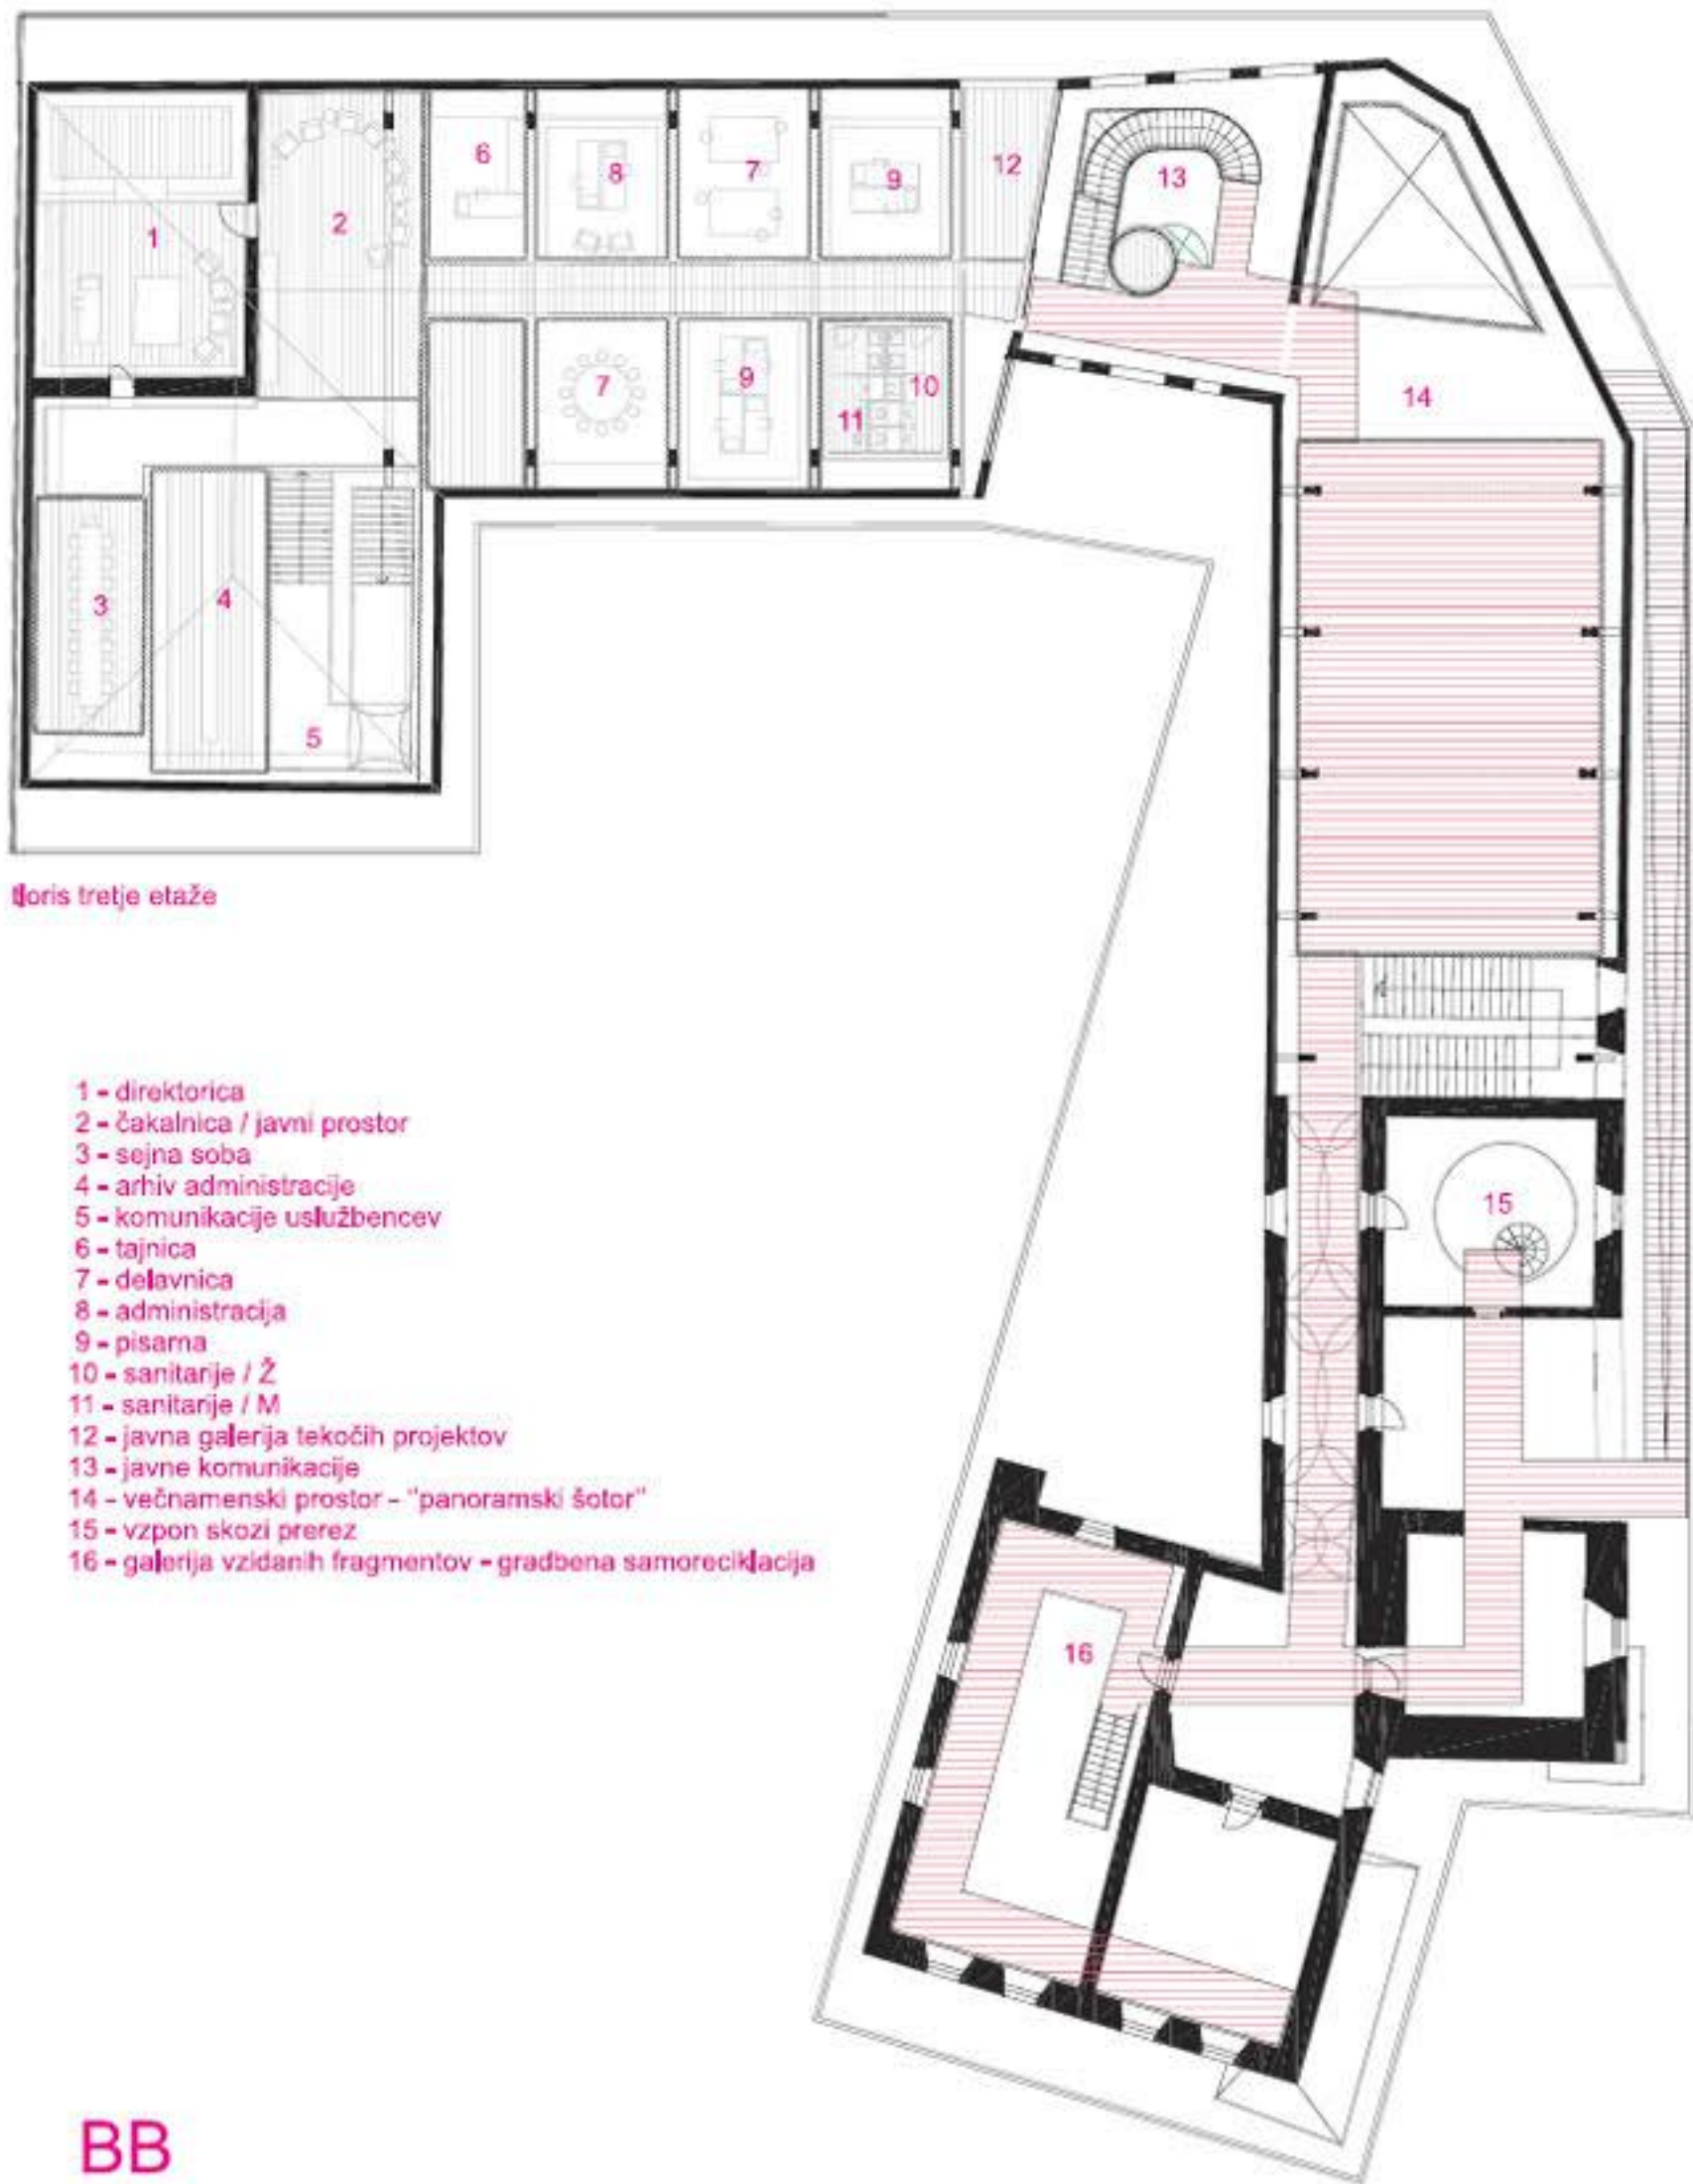 1
2
6
8
7
9
12
13
7
9
11
10
14
3
4
5
tloris tretje etaže
1 - direktorica
2 - čakalnica / javni prostor
3 - sejna soba
4 - arhiv administracije
5 - komunikacije uslužbencev
6 - tajnica
7 - delavnica
8 - administracija
9 - pisarna
10 - sanitarije / Ž
11 - sanitarije / M
12 - javna galerija tekočih projektov
13 - javne komunikacije
14 - večnamenski prostor - "panoramski šotor"
15 - vzpon skozi prerez
16 - galerija vzidanih fragmentov - gradbena samoreciklacija
15
16
BB